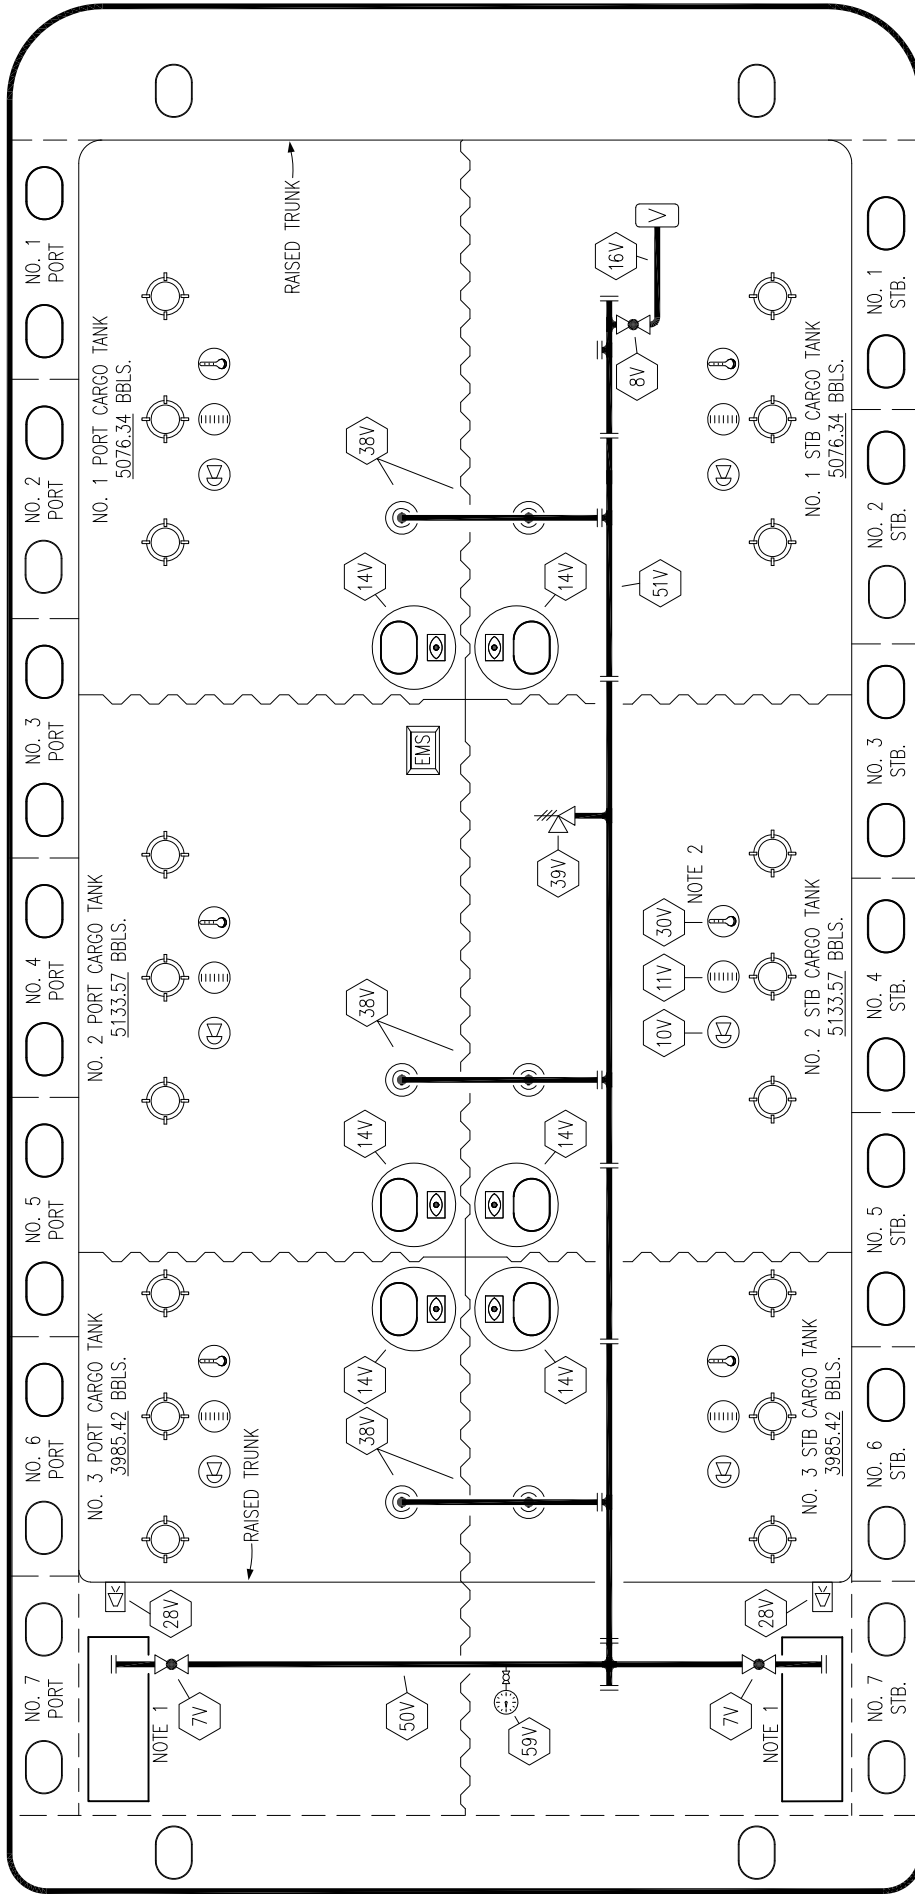 NO. 1
PORT
NO. 2
PORT
NO. 3
PORT
NO. 4
PORT
NO. 5
PORT
NO. 6
PORT
NO. 7
PORT
RAISED TRUNK
NO. 1 PORT CARGO TANK
5076.34 BBLS.
38V
14V
14V
NO. 2 PORT CARGO TANK
5133.57 BBLS.
EMS
38V
14V
14V
NO. 3 PORT CARGO TANK
3985.42 BBLS.
14V
14V
38V
RAISED TRUNK
28V
7V
NOTE 1
50V
59V
V
16V
8V
51V
39V
NO. 1 STB CARGO TANK
5076.34 BBLS.
NOTE 2
30V
11V
10V
NO. 2 STB CARGO TANK
5133.57 BBLS.
NO. 3 STB CARGO TANK
3985.42 BBLS.
28V
7V
NOTE 1
NO. 1
STB.
NO. 2
STB.
NO. 3
STB.
NO. 4
STB.
NO. 5
STB.
NO. 6
STB.
NO. 7
STB.